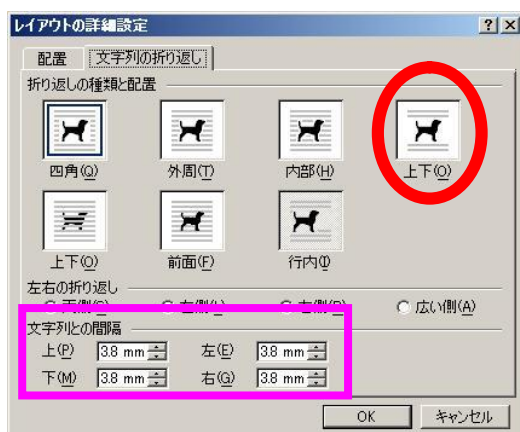 レイアウトの詳細設定
配置 文字列の折り返し
折り返しの種類と配置
四角(Q) 外周(T) 内部(H) 上下(O)
上下(O) 前面(F) 行内(I)
左右の折り返し
広い側(A)
文字列との間隔
上(P) 3.8 mm 左(E) 3.8 mm
下(M) 3.8 mm 右(G) 3.8 mm
OK キャンセル